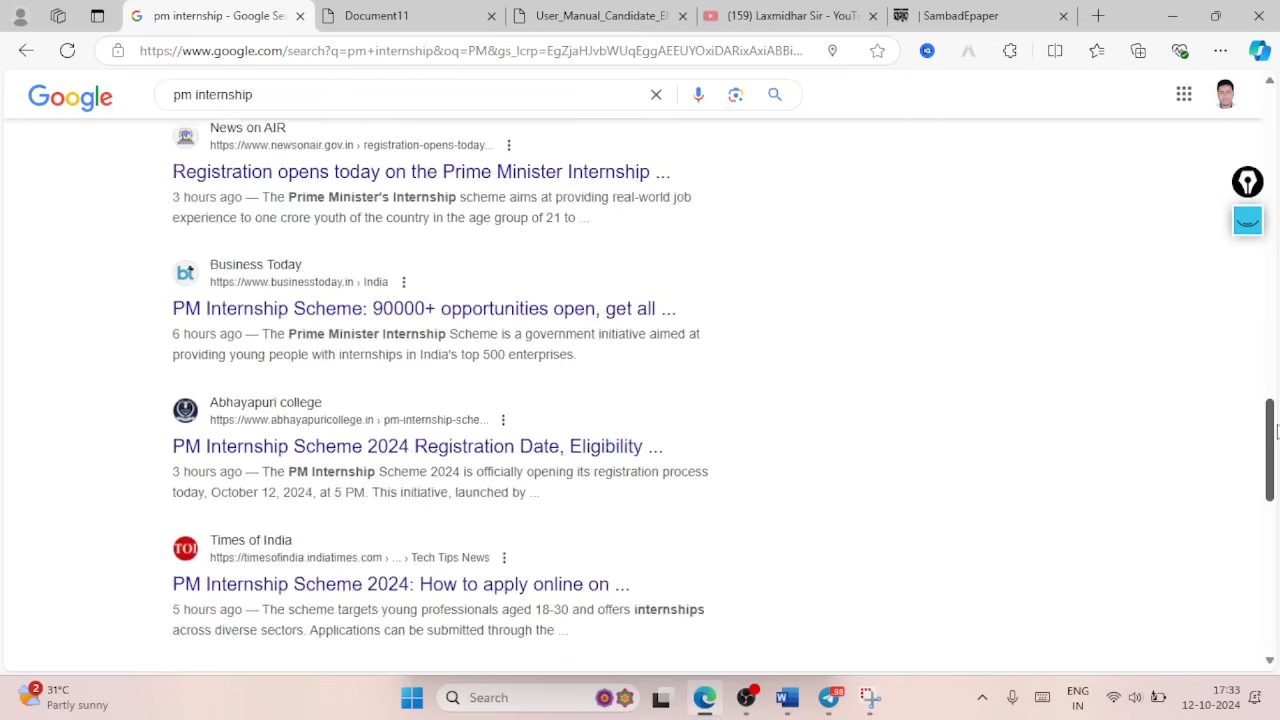 pm internship - Google Se
Document11
User_Manual_Candidate_E
(159) Laxmidhar Sir - YouT
| SambadEpaper
https://www.google.com/search?q=pm+internship&oq=PM&gs_lcrp=EgZjaHJvbWUqEggAEEUYOxiDARixAxiABBi...
Google
pm internship
News on AIR
https://www.newsonair.gov.in › registration-opens-today...
Registration opens today on the Prime Minister Internship ...
3 hours ago — The Prime Minister's Internship scheme aims at providing real-world job
experience to one crore youth of the country in the age group of 21 to ...
bt
Business Today
https://www.businesstoday.in › India
PM Internship Scheme: 90000+ opportunities open, get all ...
6 hours ago — The Prime Minister Internship Scheme is a government initiative aimed at
providing young people with internships in India's top 500 enterprises.
Abhayapuri college
https://www.abhayapuricollege.in › pm-internship-sche...
PM Internship Scheme 2024 Registration Date, Eligibility ...
3 hours ago — The PM Internship Scheme 2024 is officially opening its registration process
today, October 12, 2024, at 5 PM. This initiative, launched by ...
TOI
Times of India
https://timesofindia.indiatimes.com › ... › Tech Tips News
PM Internship Scheme 2024: How to apply online on ...
5 hours ago — The scheme targets young professionals aged 18-30 and offers internships
across diverse sectors. Applications can be submitted through the ...
2
31°C
Partly sunny
Search
98
ENG
IN
17:33
12-10-2024